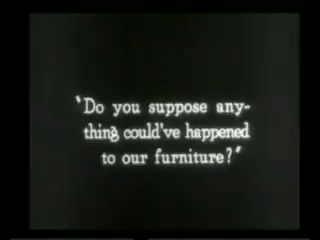 "Do you suppose any-
thing could've happened
to our furniture?"